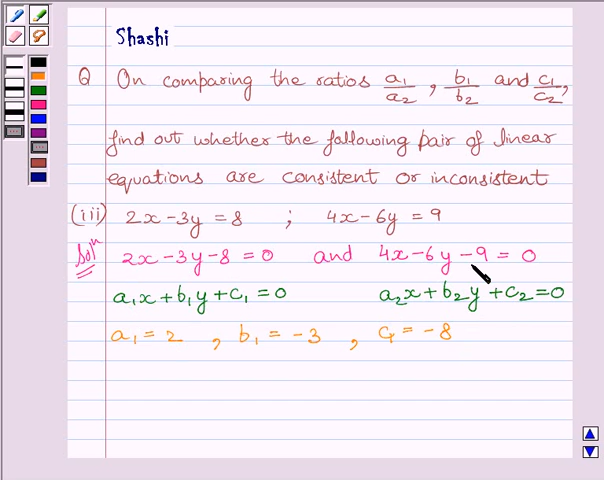 Shashi
Q On comparing the ratios a₁/a₂, b₁/b₂ and c₁/c₂,
find out whether the following pair of linear
equations are consistent or inconsistent
(iii) 2x-3y=8 ; 4x-6y=9
Solⁿ 2x-3y-8=0 and 4x-6y-9=0
a₁x+b₁y+c₁=0 a₂x+b₂y+c₂=0
a₁=2, b₁=-3, c₁=-8